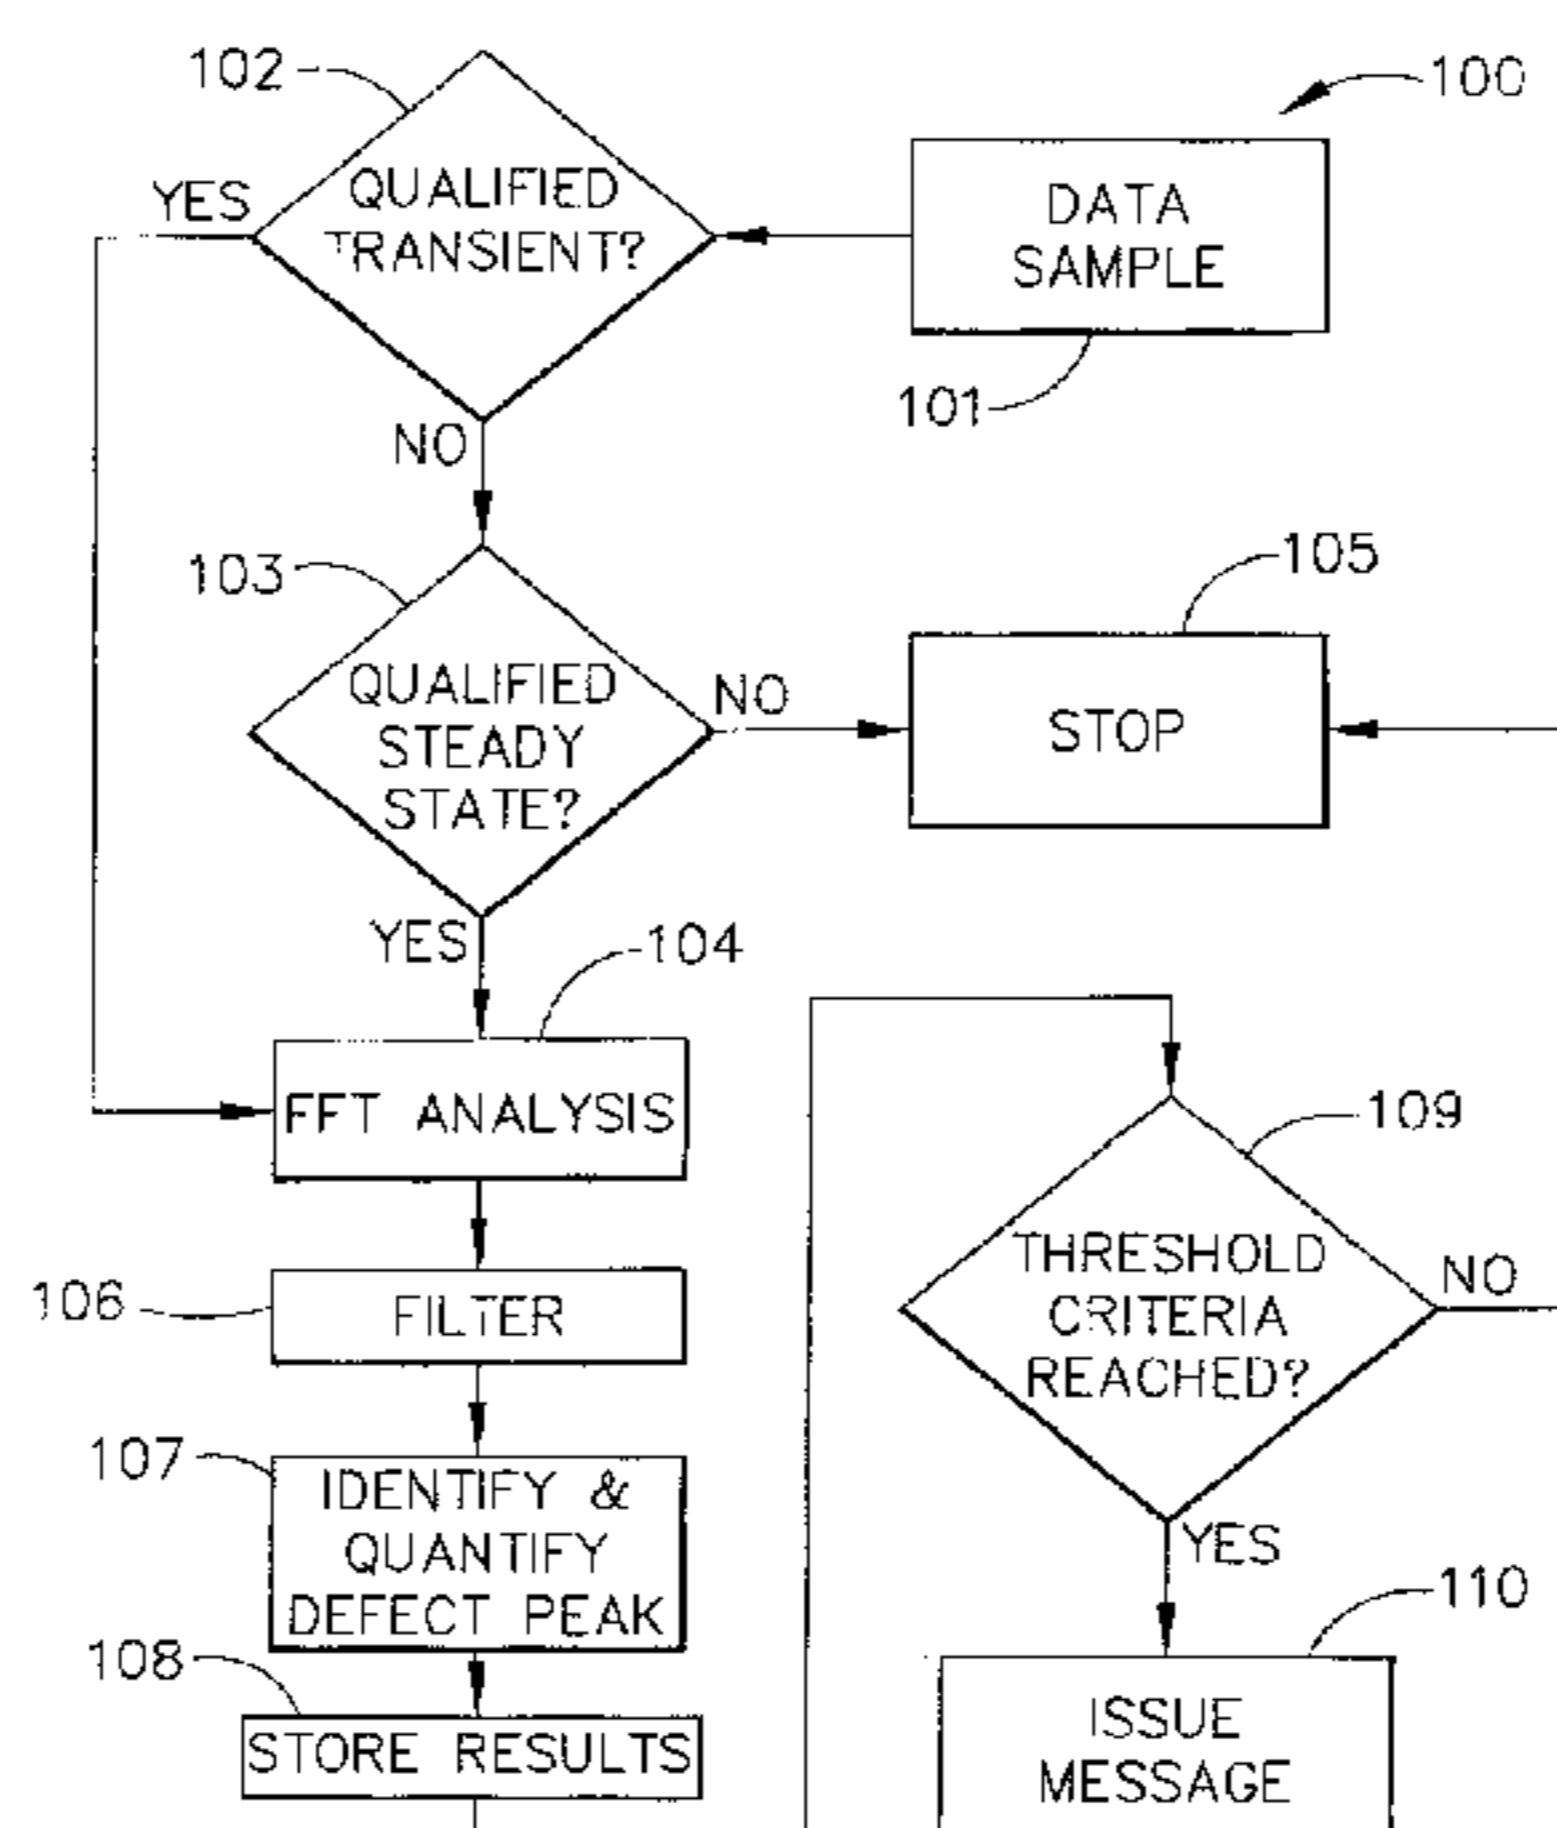 102
100
YES
QUALIFIED
TRANSIENT?
DATA
SAMPLE
101
NO
103
105
QUALIFIED
STEADY
STATE?
NO
STOP
YES
104
FFT ANALYSIS
109
THRESHOLD
CRITERIA
REACHED?
NO
106
FILTER
107
IDENTIFY &
QUANTIFY
DEFECT PEAK
YES
110
108
STORE RESULTS
ISSUE
MESSAGE